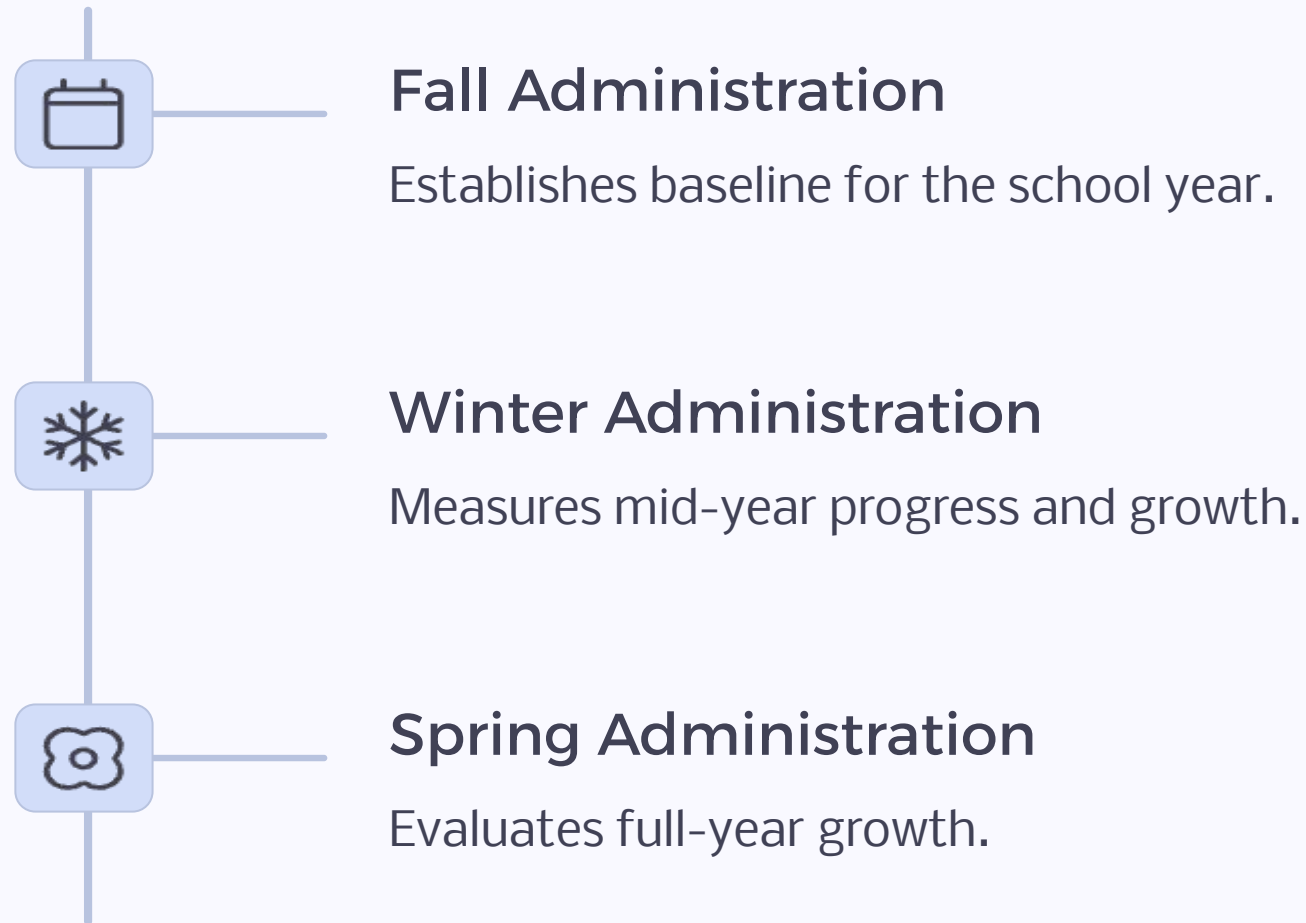 Fall Administration
Establishes baseline for the school year.
Winter Administration
Measures mid-year progress and growth.
Spring Administration
Evaluates full-year growth.